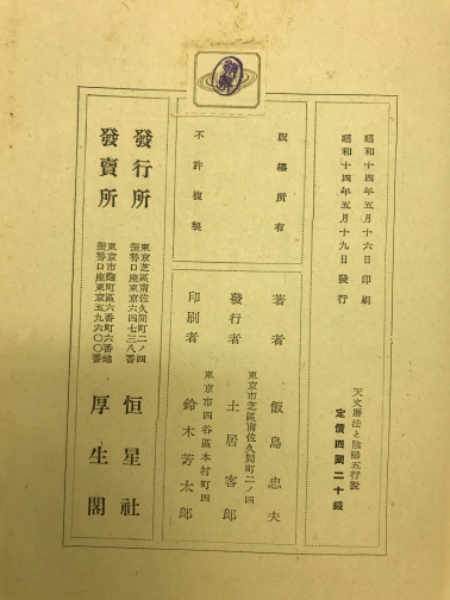 昭和十四年五月十六日印刷
昭和十四年五月十九日發行
天文曆法と陰陽五行說
定價四圓二十錢
版權所有
不許複製
著者 飯島忠夫
東京市芝區南佐久間町二ノ四
發行者 土居客郎
東京市四谷區本村町四
印刷者 鈴木芳太郎
發行所
東京芝區南佐久間町二ノ四
振替口座東京六四七三八番
恒星社
發賣所
東京市麴町區六番町六番地
振替口座東京五九六〇〇番
厚生閣